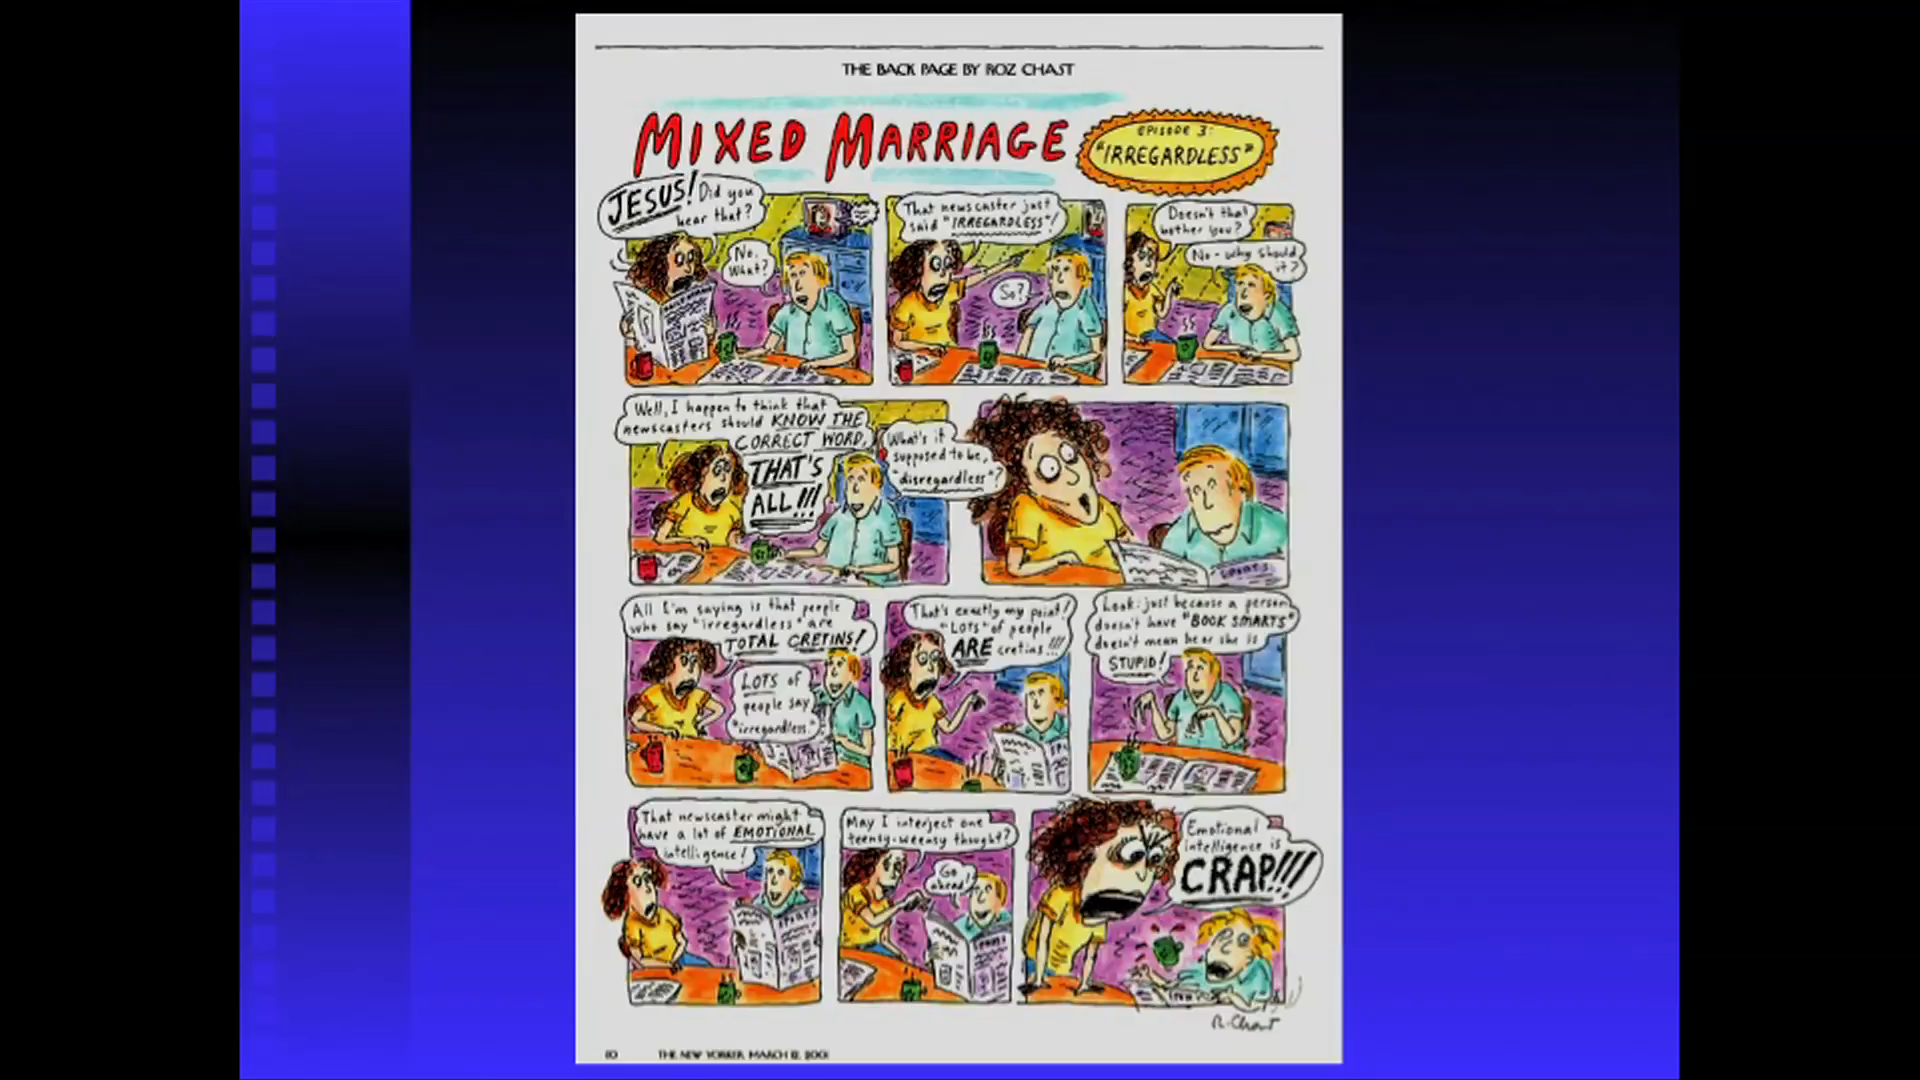 THE BACK PAGE BY ROZ CHAST
MIXED MARRIAGE
EPISODE 3:
"IRREGARDLESS"
JESUS! Did you
hear that?
No.
What?
That newscaster just
said "IRREGARDLESS"!
So?
Doesn't that
bother you?
No - why should
it?
Well, I happen to think that
newscasters should KNOW THE
CORRECT WORD,
THAT'S
ALL!!!
What's it
supposed to be,
"disregardless"?
SPORTS
All I'm saying is that people
who say "irregardless" are
TOTAL CRETINS!
LOTS of
people say
"irregardless."
That's exactly my point!
"LOTS" of people
ARE cretins!!!
Look: just because a person
doesn't have "BOOK SMARTS"
doesn't mean he or she is
STUPID!
That newscaster might
have a lot of EMOTIONAL
intelligence!
SPORTS
May I interject one
teensy-weensy thought?
Go
ahead!
SPORTS
Emotional
intelligence is
CRAP!!!
R. Chast
THE NEW YORKER, MARCH 12, 2001